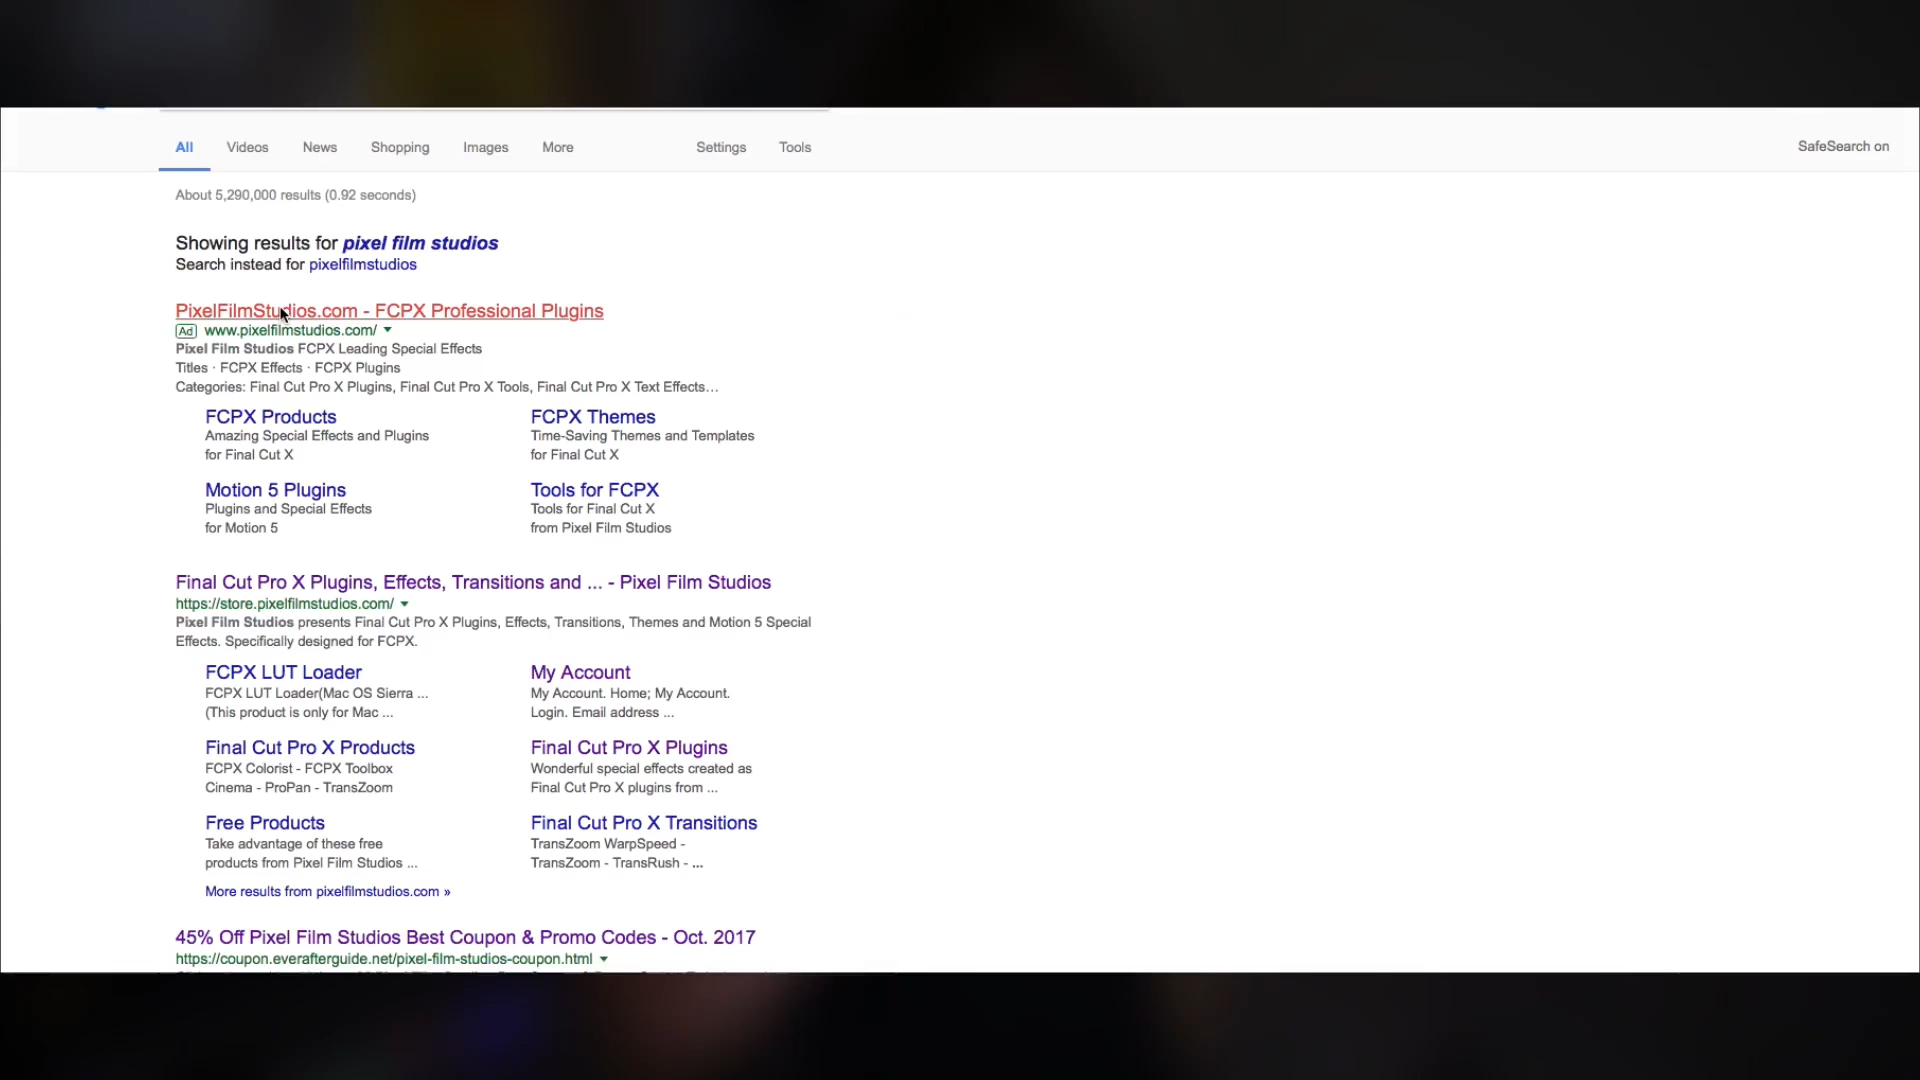 All Videos News Shopping Images More Settings Tools SafeSearch on
About 5,290,000 results (0.92 seconds)
Showing results for pixel film studios
Search instead for pixelfilmstudios
PixelFilmStudios.com - FCPX Professional Plugins
Ad www.pixelfilmstudios.com/
Pixel Film Studios FCPX Leading Special Effects
Titles · FCPX Effects · FCPX Plugins
Categories: Final Cut Pro X Plugins, Final Cut Pro X Tools, Final Cut Pro X Text Effects…
FCPX Products
Amazing Special Effects and Plugins
for Final Cut X
FCPX Themes
Time-Saving Themes and Templates
for Final Cut X
Motion 5 Plugins
Plugins and Special Effects
for Motion 5
Tools for FCPX
Tools for Final Cut X
from Pixel Film Studios
Final Cut Pro X Plugins, Effects, Transitions and ... - Pixel Film Studios
https://store.pixelfilmstudios.com/
Pixel Film Studios presents Final Cut Pro X Plugins, Effects, Transitions, Themes and Motion 5 Special
Effects. Specifically designed for FCPX.
FCPX LUT Loader
FCPX LUT Loader(Mac OS Sierra ...
(This product is only for Mac ...
My Account
My Account. Home; My Account.
Login. Email address ...
Final Cut Pro X Products
FCPX Colorist - FCPX Toolbox
Cinema - ProPan - TransZoom
Final Cut Pro X Plugins
Wonderful special effects created as
Final Cut Pro X plugins from ...
Free Products
Take advantage of these free
products from Pixel Film Studios ...
Final Cut Pro X Transitions
TransZoom WarpSpeed -
TransZoom - TransRush - ...
More results from pixelfilmstudios.com »
45% Off Pixel Film Studios Best Coupon & Promo Codes - Oct. 2017
https://coupon.everafterguide.net/pixel-film-studios-coupon.html